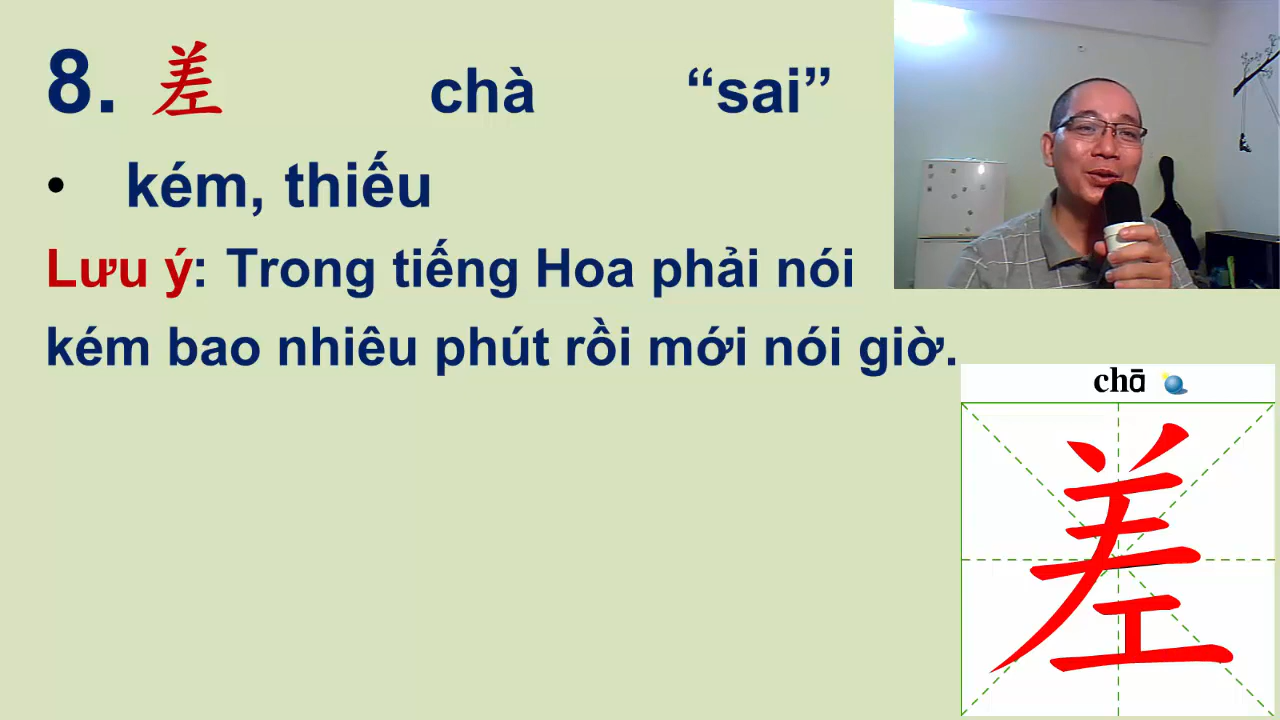 8. 差 chà “sai”
• kém, thiếu
Lưu ý: Trong tiếng Hoa phải nói
kém bao nhiêu phút rồi mới nói giờ.
chā
差